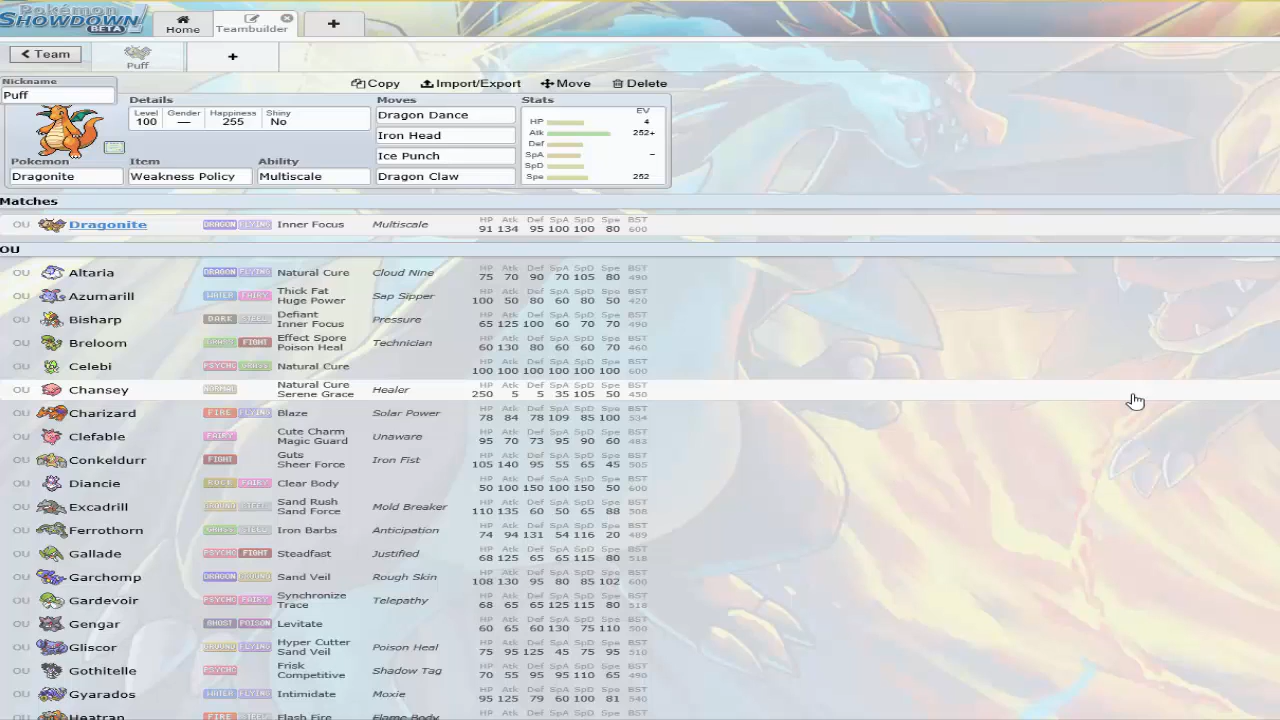 Pokémon
SHOWDOWN
BETA
Home
Teambuilder
+
< Team
Puff
+
Nickname
Puff
Copy
Import/Export
Move
Delete
Details
Level Gender Happiness Shiny
100 — 255 No
Moves
Dragon Dance
Iron Head
Ice Punch
Dragon Claw
Stats
EV
HP 4
Atk 252+
Def
SpA –
SpD
Spe 252
Pokemon Item Ability
Dragonite Weakness Policy Multiscale
Matches
OU Dragonite DRAGON FLYING Inner Focus Multiscale HP 91 Atk 134 Def 95 SpA 100 SpD 100 Spe 80 BST 600
OU
OU Altaria DRAGON FLYING Natural Cure Cloud Nine HP 75 Atk 70 Def 90 SpA 70 SpD 105 Spe 80 BST 490
OU Azumarill WATER FAIRY Thick Fat Huge Power Sap Sipper HP 100 Atk 50 Def 80 SpA 60 SpD 80 Spe 50 BST 420
OU Bisharp DARK STEEL Defiant Inner Focus Pressure HP 65 Atk 125 Def 100 SpA 60 SpD 70 Spe 70 BST 490
OU Breloom GRASS FIGHT Effect Spore Poison Heal Technician HP 60 Atk 130 Def 80 SpA 60 SpD 60 Spe 70 BST 460
OU Celebi PSYCHC GRASS Natural Cure HP 100 Atk 100 Def 100 SpA 100 SpD 100 Spe 100 BST 600
OU Chansey NORMAL Natural Cure Serene Grace Healer HP 250 Atk 5 Def 5 SpA 35 SpD 105 Spe 50 BST 450
OU Charizard FIRE FLYING Blaze Solar Power HP 78 Atk 84 Def 78 SpA 109 SpD 85 Spe 100 BST 534
OU Clefable FAIRY Cute Charm Magic Guard Unaware HP 95 Atk 70 Def 73 SpA 95 SpD 90 Spe 60 BST 483
OU Conkeldurr FIGHT Guts Sheer Force Iron Fist HP 105 Atk 140 Def 95 SpA 55 SpD 65 Spe 45 BST 505
OU Diancie ROCK FAIRY Clear Body HP 50 Atk 100 Def 150 SpA 100 SpD 150 Spe 50 BST 600
OU Excadrill GROUND STEEL Sand Rush Sand Force Mold Breaker HP 110 Atk 135 Def 60 SpA 50 SpD 65 Spe 88 BST 508
OU Ferrothorn GRASS STEEL Iron Barbs Anticipation HP 74 Atk 94 Def 131 SpA 54 SpD 116 Spe 20 BST 489
OU Gallade PSYCHC FIGHT Steadfast Justified HP 68 Atk 125 Def 65 SpA 65 SpD 115 Spe 80 BST 518
OU Garchomp DRAGON GROUND Sand Veil Rough Skin HP 108 Atk 130 Def 95 SpA 80 SpD 85 Spe 102 BST 600
OU Gardevoir PSYCHC FAIRY Synchronize Trace Telepathy HP 68 Atk 65 Def 65 SpA 125 SpD 115 Spe 80 BST 518
OU Gengar GHOST POISON Levitate HP 60 Atk 65 Def 60 SpA 130 SpD 75 Spe 110 BST 500
OU Gliscor GROUND FLYING Hyper Cutter Sand Veil Poison Heal HP 75 Atk 95 Def 125 SpA 45 SpD 75 Spe 95 BST 510
OU Gothitelle PSYCHC Frisk Competitive Shadow Tag HP 70 Atk 55 Def 95 SpA 95 SpD 110 Spe 65 BST 490
OU Gyarados WATER FLYING Intimidate Moxie HP 95 Atk 125 Def 79 SpA 60 SpD 100 Spe 81 BST 540
OU Heatran FIRE STEEL Flash Fire Flame Body HP Atk Def SpA SpD Spe BST